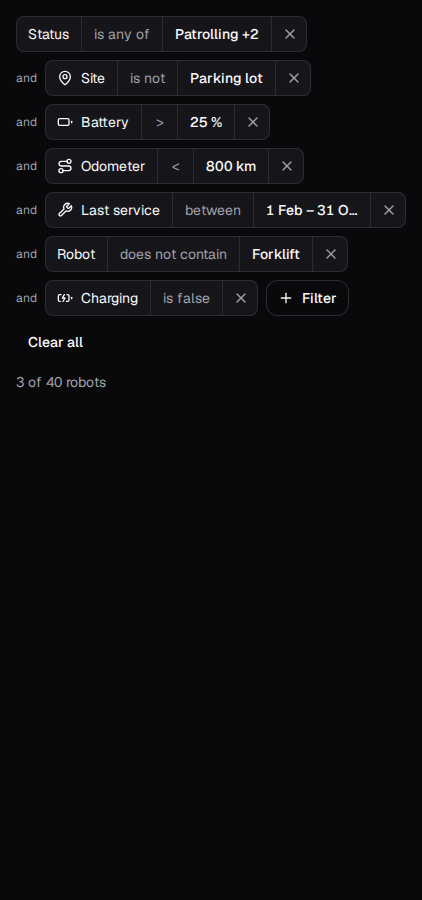 Status is any of Patrolling +2
and Site is not Parking lot
and Battery > 25 %
and Odometer < 800 km
and Last service between 1 Feb – 31 O…
and Robot does not contain Forklift
and Charging is false + Filter
Clear all
3 of 40 robots